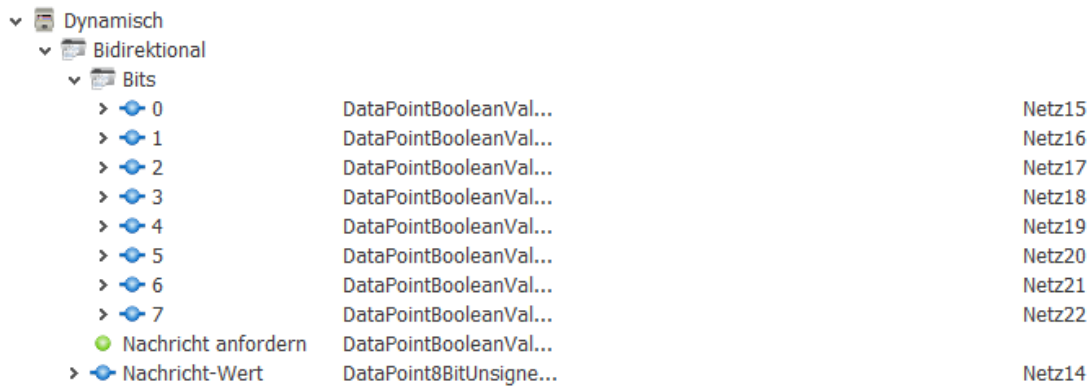 Dynamisch
Bidirektional
Bits
0 DataPointBooleanVal... Netz15
1 DataPointBooleanVal... Netz16
2 DataPointBooleanVal... Netz17
3 DataPointBooleanVal... Netz18
4 DataPointBooleanVal... Netz19
5 DataPointBooleanVal... Netz20
6 DataPointBooleanVal... Netz21
7 DataPointBooleanVal... Netz22
Nachricht anfordern DataPointBooleanVal...
Nachricht-Wert DataPoint8BitUnsigne... Netz14